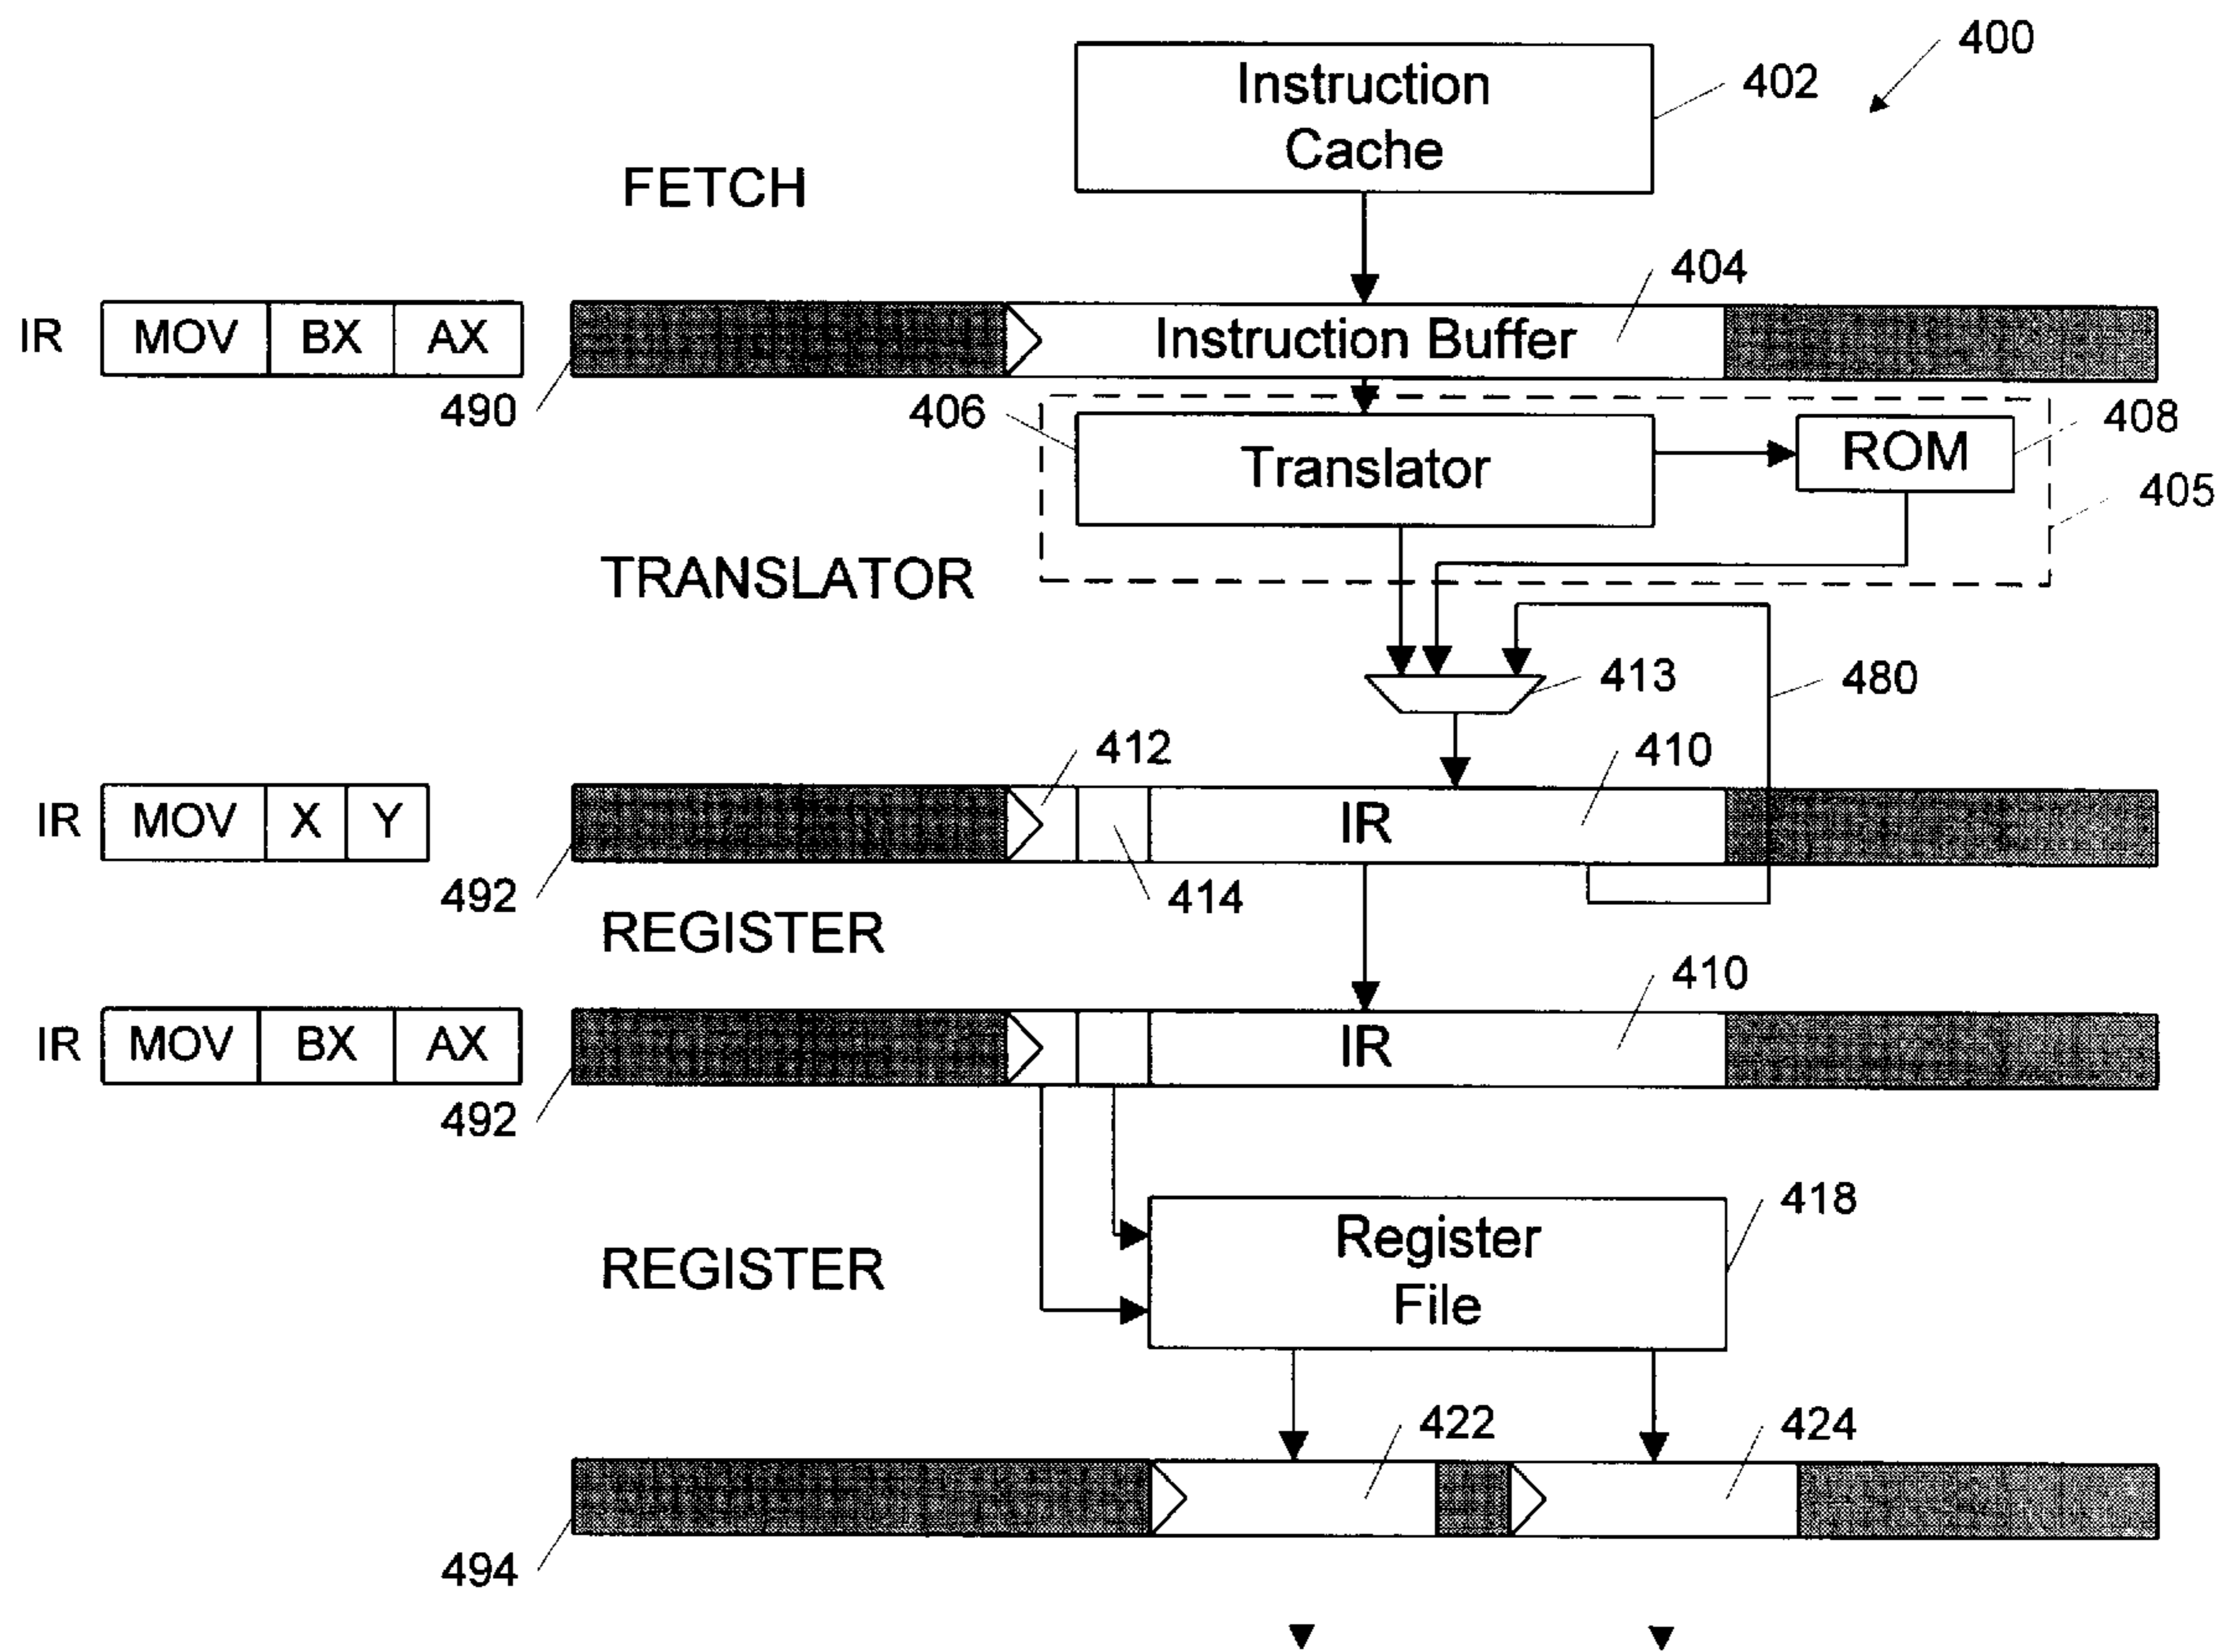 400
Instruction
Cache
402
FETCH
404
IR MOV BX AX
Instruction Buffer
490
406
408
Translator
ROM
405
TRANSLATOR
413
480
412
410
IR MOV X Y
IR
492
414
REGISTER
410
IR MOV BX AX
IR
492
418
Register
File
REGISTER
422
424
494